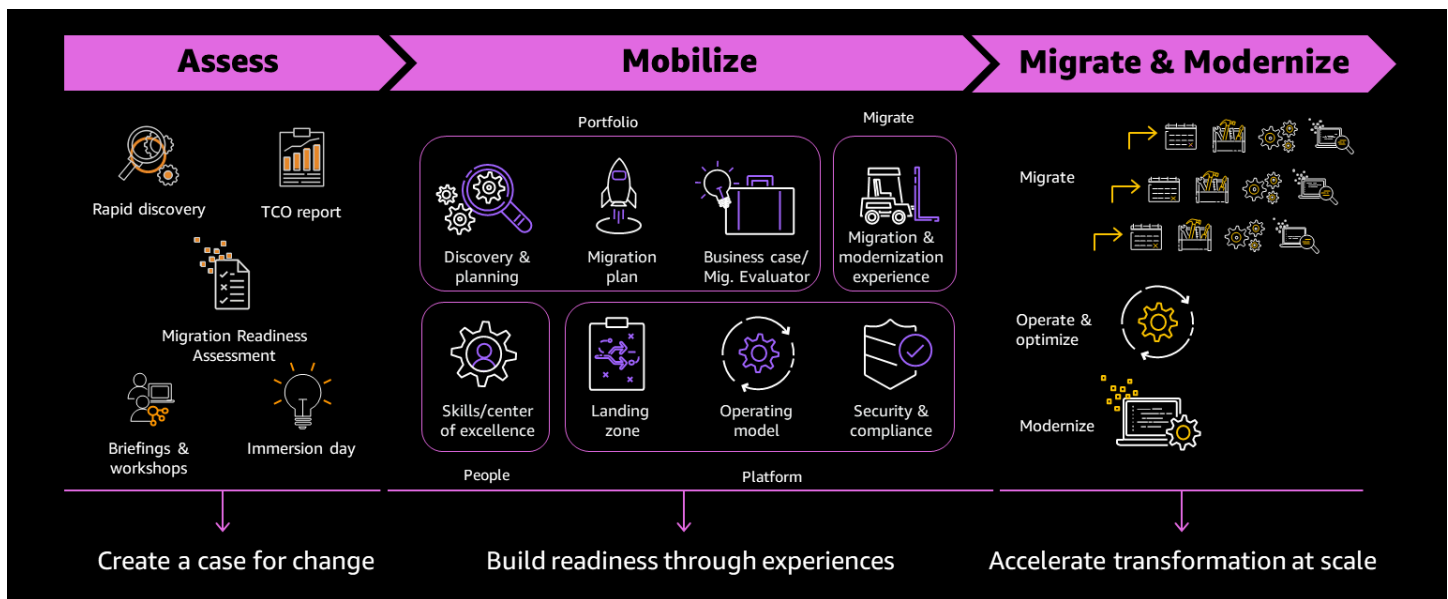 Assess
Mobilize
Migrate & Modernize
Rapid discovery
TCO report
Migration Readiness
Assessment
Briefings &
workshops
Immersion day
Portfolio
Discovery &
planning
Migration
plan
Business case/
Mig. Evaluator
Migrate
Migration &
modernization
experience
Skills/center
of excellence
People
Landing
zone
Operating
model
Security &
compliance
Platform
Migrate
Operate &
optimize
Modernize
Create a case for change
Build readiness through experiences
Accelerate transformation at scale